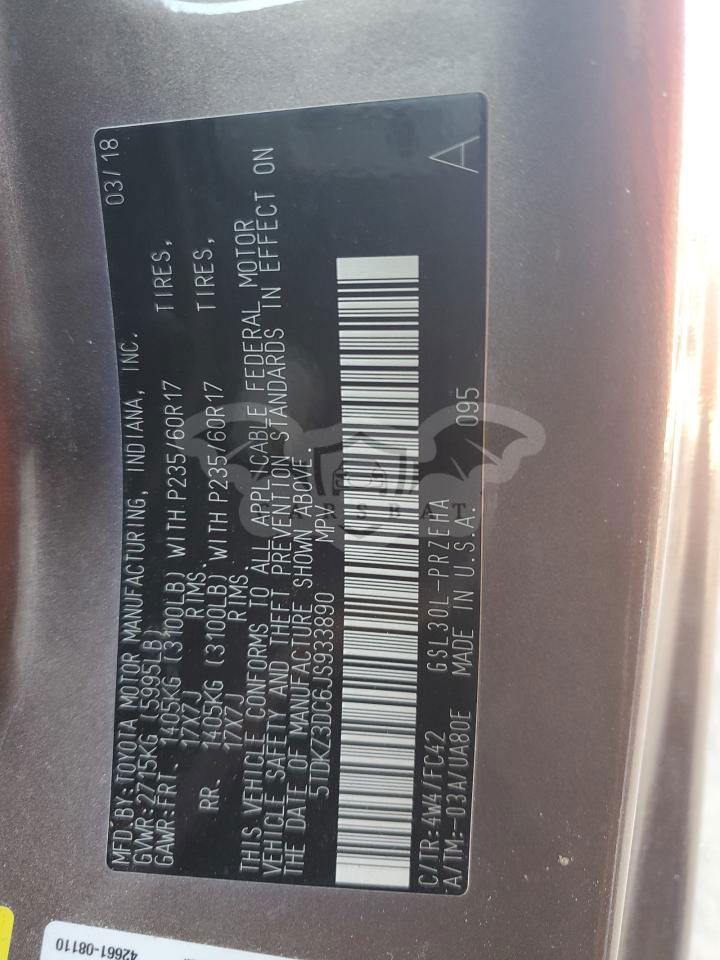 MFD.BY:TOYOTA MOTOR MANUFACTURING, INDIANA, INC. 03/18
GVWR:2715KG (5995LB)
GAWR:FRT. 1405KG (3100LB) WITH P235/60R17 TIRES,
17X7J RIMS.
RR. 1405KG (3100LB) WITH P235/60R17 TIRES,
17X7J RIMS.
THIS VEHICLE CONFORMS TO ALL APPLICABLE FEDERAL MOTOR
VEHICLE SAFETY AND THEFT PREVENTION STANDARDS IN EFFECT ON
THE DATE OF MANUFACTURE SHOWN ABOVE.
5TDKZ3DC6JS933890 MPV
C/TR:4W4/FC42 GSL30L-PRZEHA
A/TM:-03A/UA80E MADE IN U.S.A. 095
A
42661-08110
CARSBAT